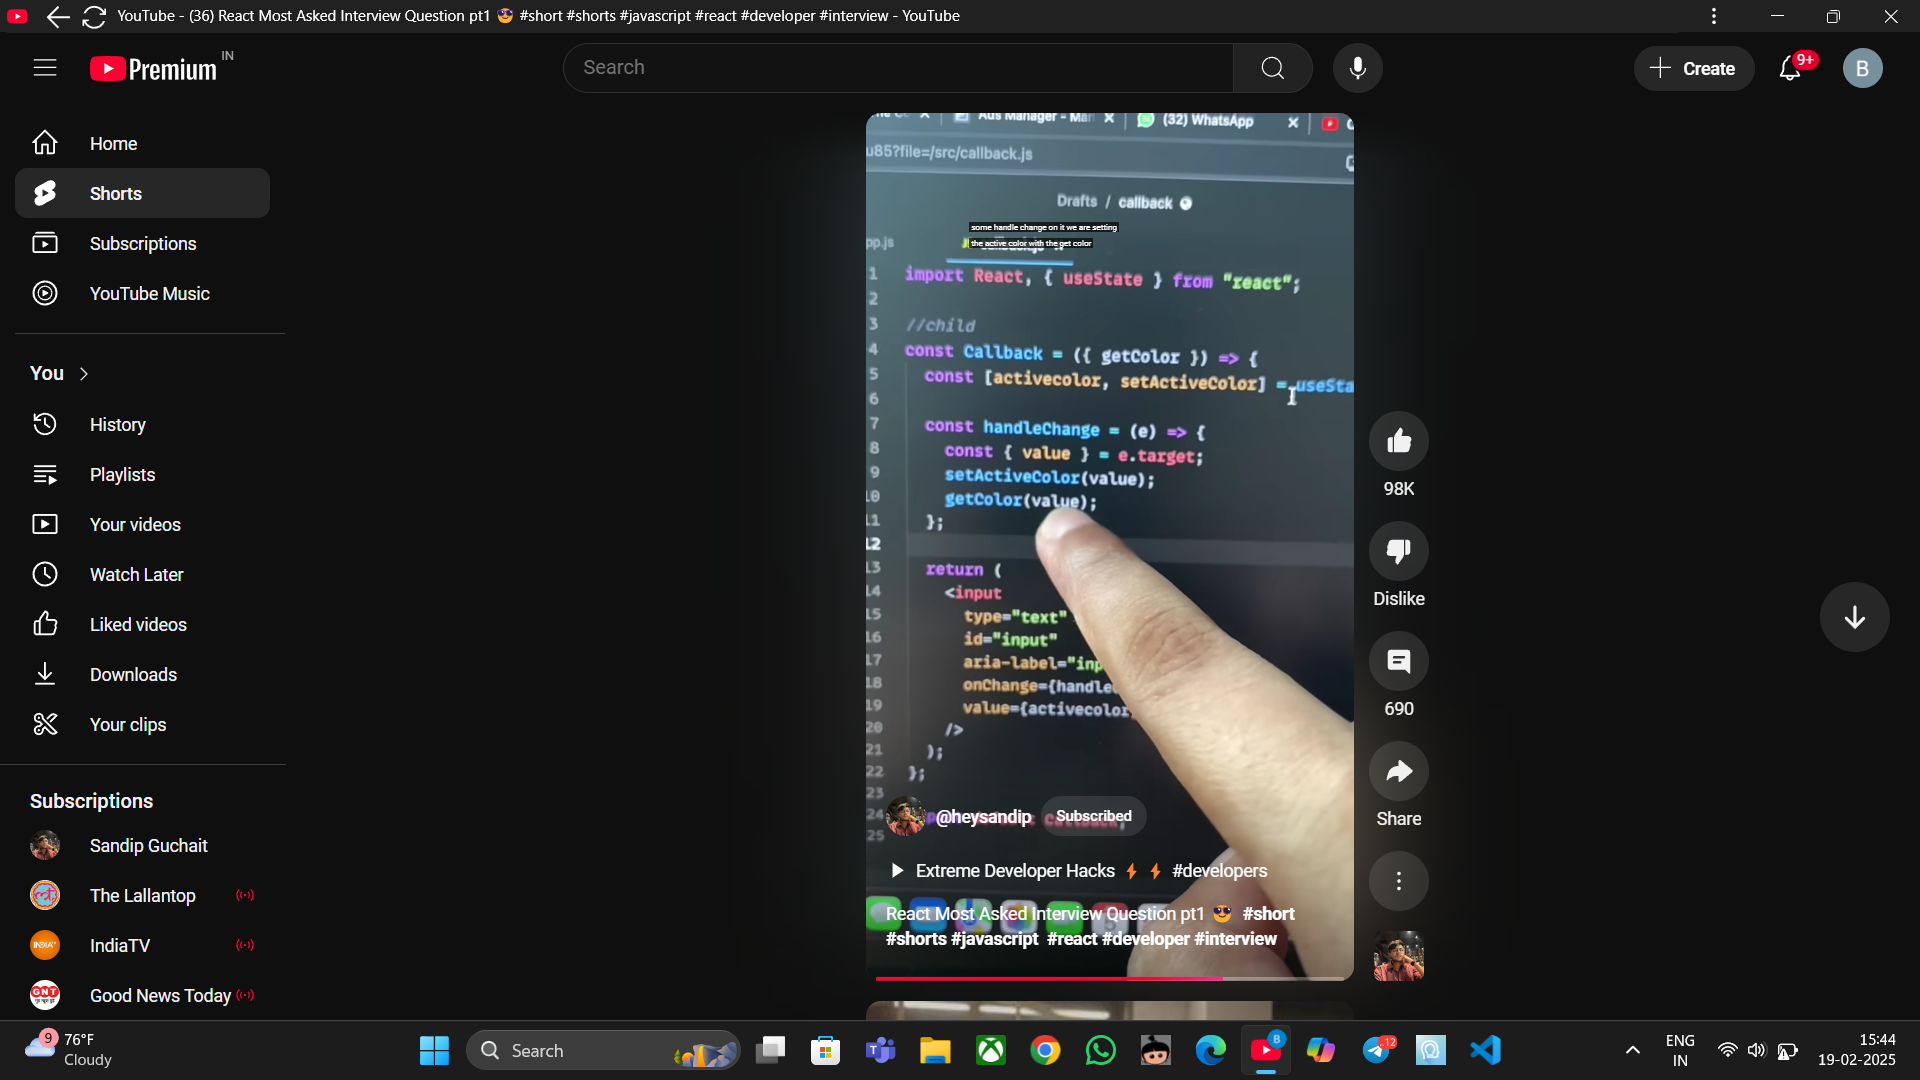 YouTube - (36) React Most Asked Interview Question pt1 😎 #short #shorts #javascript #react #developer #interview - YouTube
Premium IN
Search
Create
9+
B
Home
Shorts
Subscriptions
YouTube Music
You
History
Playlists
Your videos
Watch Later
Liked videos
Downloads
Your clips
Subscriptions
Sandip Guchait
The Lallantop
IndiaTV
Good News Today
Ads Manager - Man
(32) WhatsApp
u85?file=/src/callback.js
Drafts / callback
some handle change on it we are setting
the active color with the get color
pp.js
1 import React, { useState } from "react";
2
3 //child
4 const Callback = ({ getColor }) => {
5 const [activecolor, setActiveColor] = useSta
6
7 const handleChange = (e) => {
8 const { value } = e.target;
9 setActiveColor(value);
10 getColor(value);
11 };
12
13 return (
14 <input
15 type="text"
16 id="input"
17 aria-label="inp
18 onChange={handle
19 value={activecolor
20 />
21 );
22 };
23
24
25
@heysandip
Subscribed
Extreme Developer Hacks ⚡ ⚡ #developers
React Most Asked Interview Question pt1 😎 #short
#shorts #javascript #react #developer #interview
98K
Dislike
690
Share
9
76°F
Cloudy
Search
B
12
ENG
IN
15:44
19-02-2025